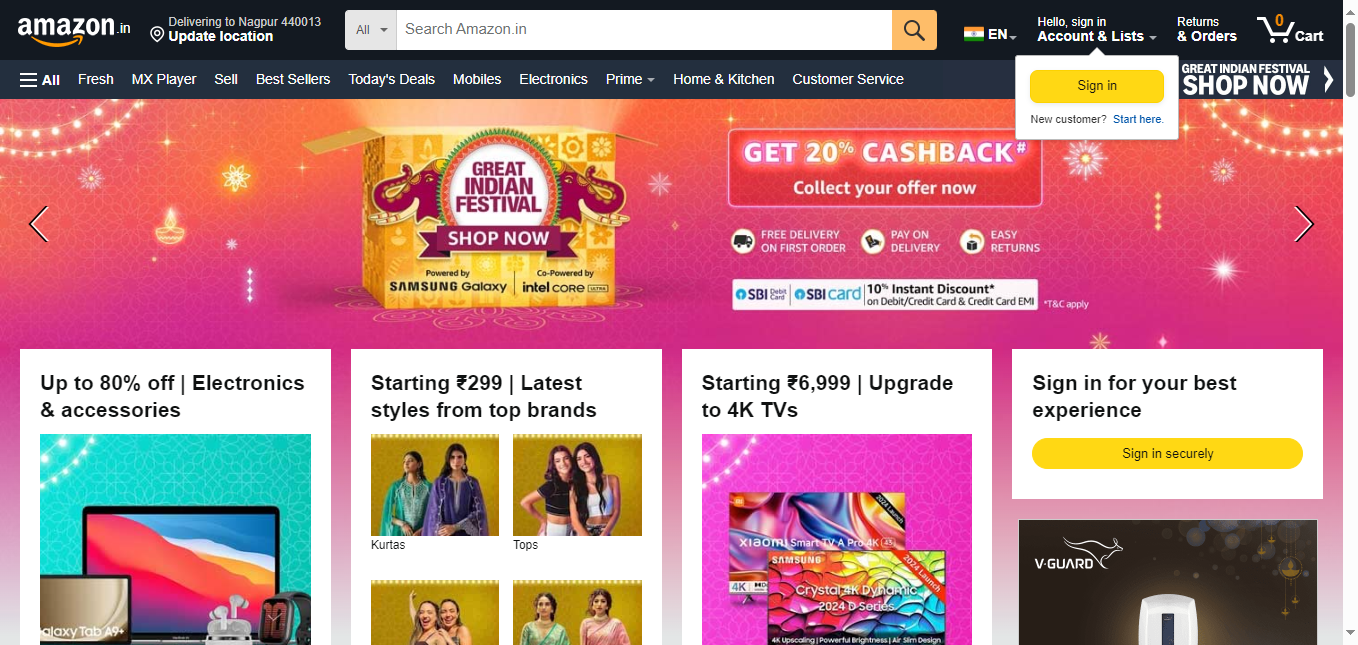 amazon.in
Delivering to Nagpur 440013
Update location
All
Search Amazon.in
EN
Hello, sign in
Account & Lists
Returns
& Orders
0
Cart
All
Fresh
MX Player
Sell
Best Sellers
Today's Deals
Mobiles
Electronics
Prime
Home & Kitchen
Customer Service
GREAT INDIAN FESTIVAL
SHOP NOW
Sign in
New customer? Start here.
GREAT
INDIAN
FESTIVAL
SHOP NOW
Powered by
SAMSUNG Galaxy
Co-Powered by
intel CORE ULTRA
GET 20% CASHBACK#
Collect your offer now
FREE DELIVERY
ON FIRST ORDER
PAY ON
DELIVERY
EASY
RETURNS
SBI Debit Card
SBI card
10% Instant Discount*
on Debit/Credit Card & Credit Card EMI
*T&C apply
Up to 80% off | Electronics
& accessories
alaxy Tab A9+
Starting ₹299 | Latest
styles from top brands
Kurtas
Tops
Starting ₹6,999 | Upgrade
to 4K TVs
2024 Launch
xiaomi Smart TV A Pro 4K
4K
SAMSUNG
2024 Launch
Crystal 4K Dynamic
2024 D Series
4K Upscaling | Powerful Brightness | Air Slim Design
Sign in for your best
experience
Sign in securely
V-GUARD